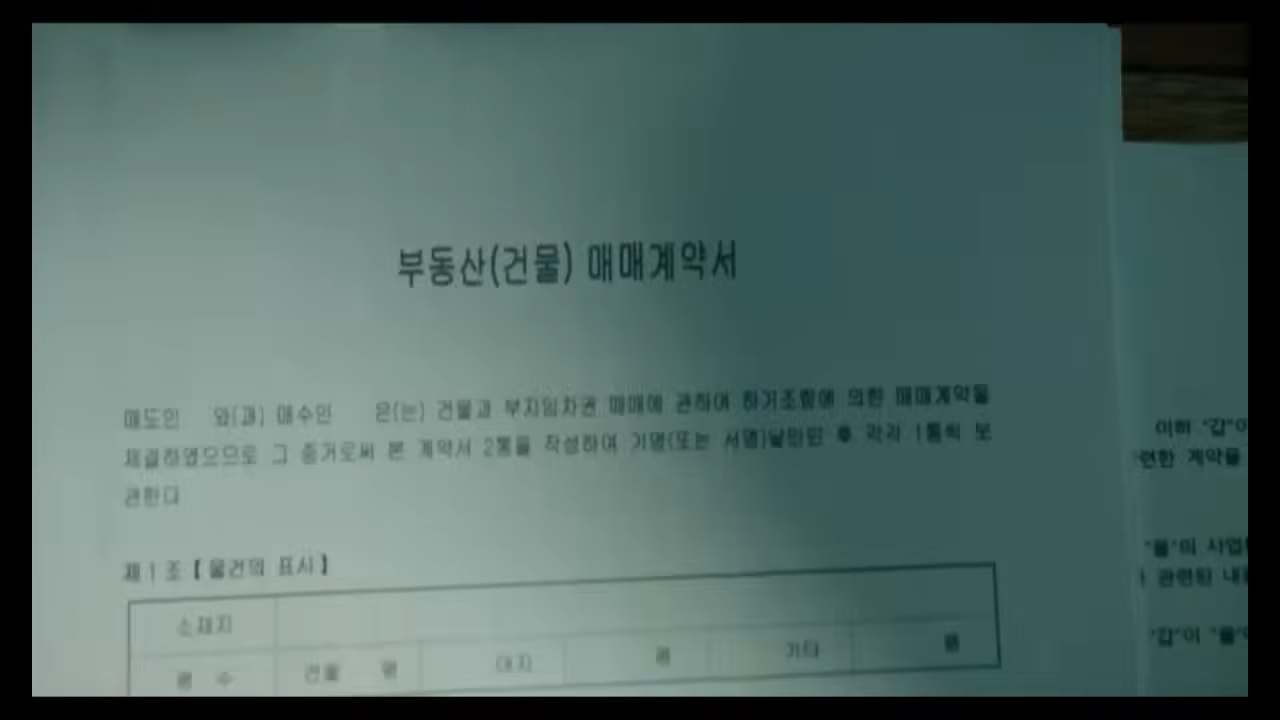 부동산(건물) 매매계약서
매도인 와(과) 매수인 은(는) 건물과 부지임차권 매매에 관하여 하기조항에 의한 매매계약을
체결하였으므로 그 증거로써 본 계약서 2통을 작성하여 기명(또는 서명)날인한 후 각각 1통씩 보
관한다
제 1 조 【 물건의 표시 】
소재지
평 수 건물 평 대지 평 기타 평
이하 "갑"이
련한 계약을
"을"의 사업
관련된 내
"갑"이 "을"